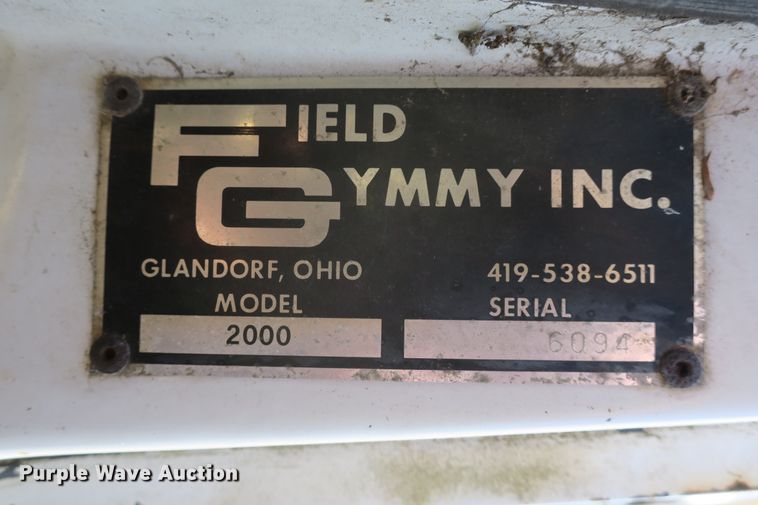 FIELD
GYMMY INC.
GLANDORF, OHIO 419-538-6511
MODEL SERIAL
2000 6094
Purple Wave Auction